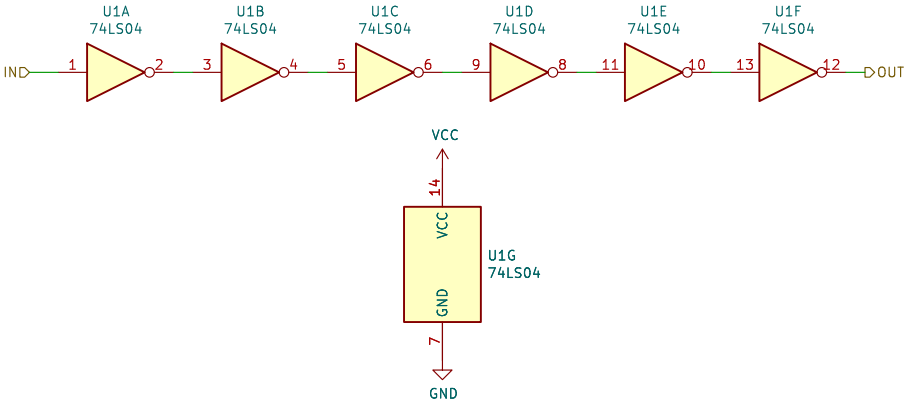 U1A U1B U1C U1D U1E U1F
74LS04 74LS04 74LS04 74LS04 74LS04 74LS04
IN 1 2 3 4 5 6 9 8 11 10 13 12 OUT
VCC
14
VCC
U1G
74LS04
GND
7
GND